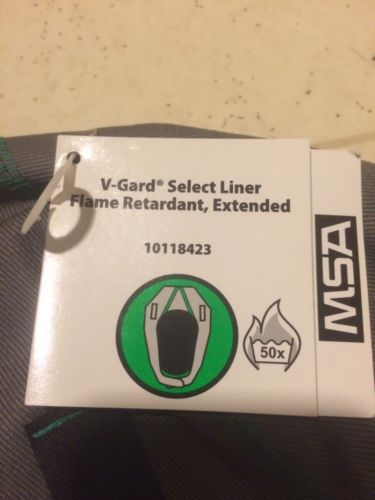 V-Gard® Select Liner
Flame Retardant, Extended
10118423
50x
MSA